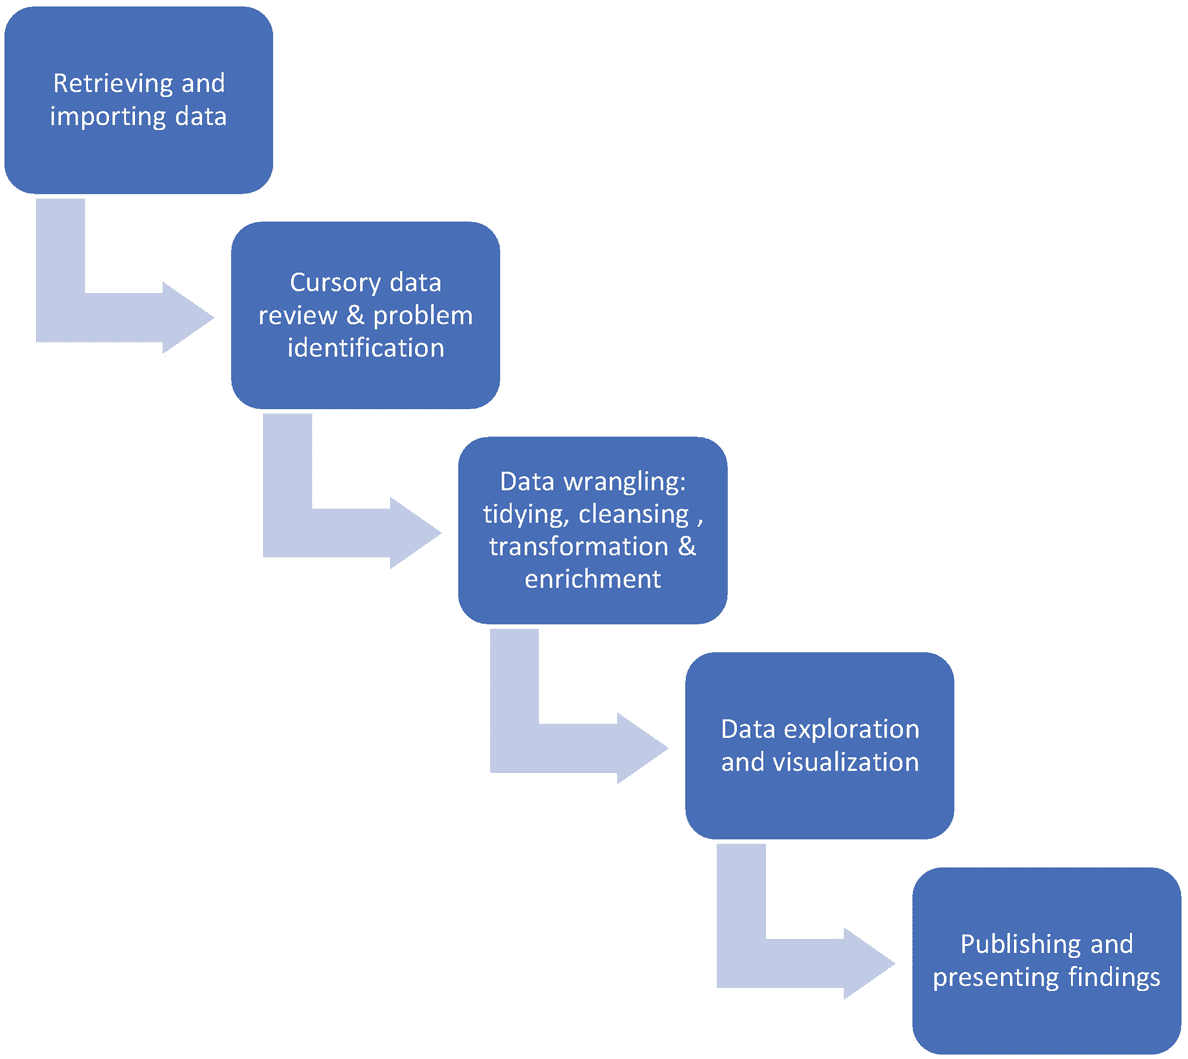 Retrieving and
importing data
Cursory data
review & problem
identification
Data wrangling:
tidying, cleansing ,
transformation &
enrichment
Data exploration
and visualization
Publishing and
presenting findings